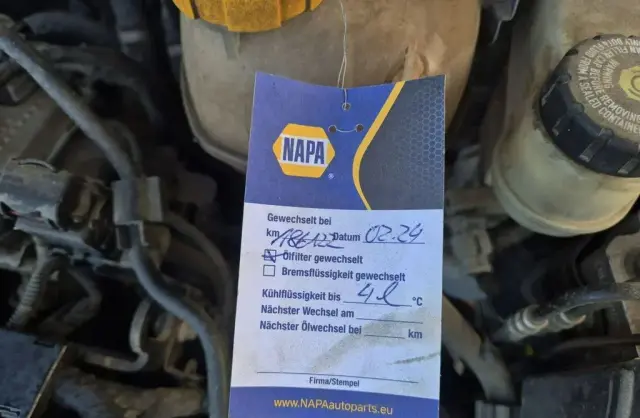 NAPA
Gewechselt bei
km Datum 02.24
Ölfilter gewechselt
Bremsflüssigkeit gewechselt
Kühlflüssigkeit bis 4l °C
Nächster Wechsel am
Nächster Ölwechsel bei km
Firma/Stempel
www.NAPAautoparts.eu